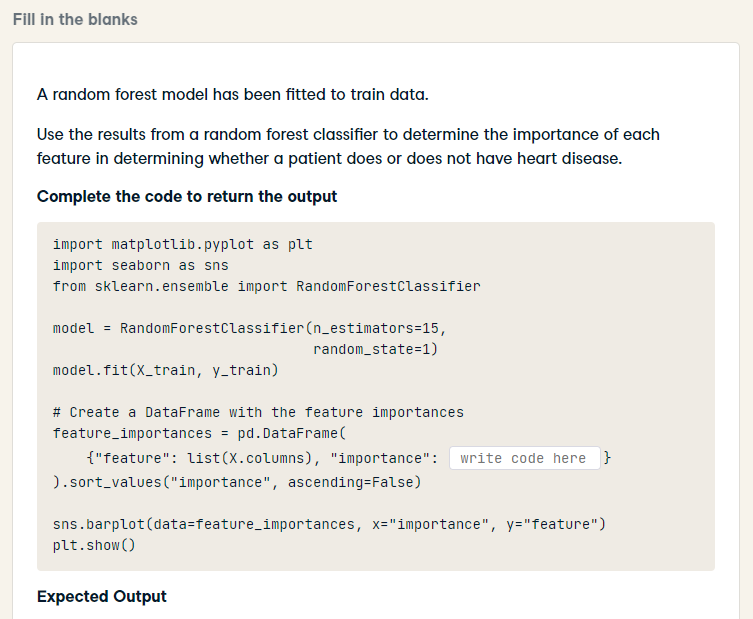 Fill in the blanks
A random forest model has been fitted to train data.
Use the results from a random forest classifier to determine the importance of each
feature in determining whether a patient does or does not have heart disease.
Complete the code to return the output
import matplotlib.pyplot as plt
import seaborn as sns
from sklearn.ensemble import RandomForestClassifier
model = RandomForestClassifier(n_estimators=15,
random_state=1)
model.fit(X_train, y_train)
# Create a DataFrame with the feature importances
feature_importances = pd.DataFrame(
{"feature": list(X.columns), "importance": write code here }
).sort_values("importance", ascending=False)
sns.barplot(data=feature_importances, x="importance", y="feature")
plt.show()
Expected Output